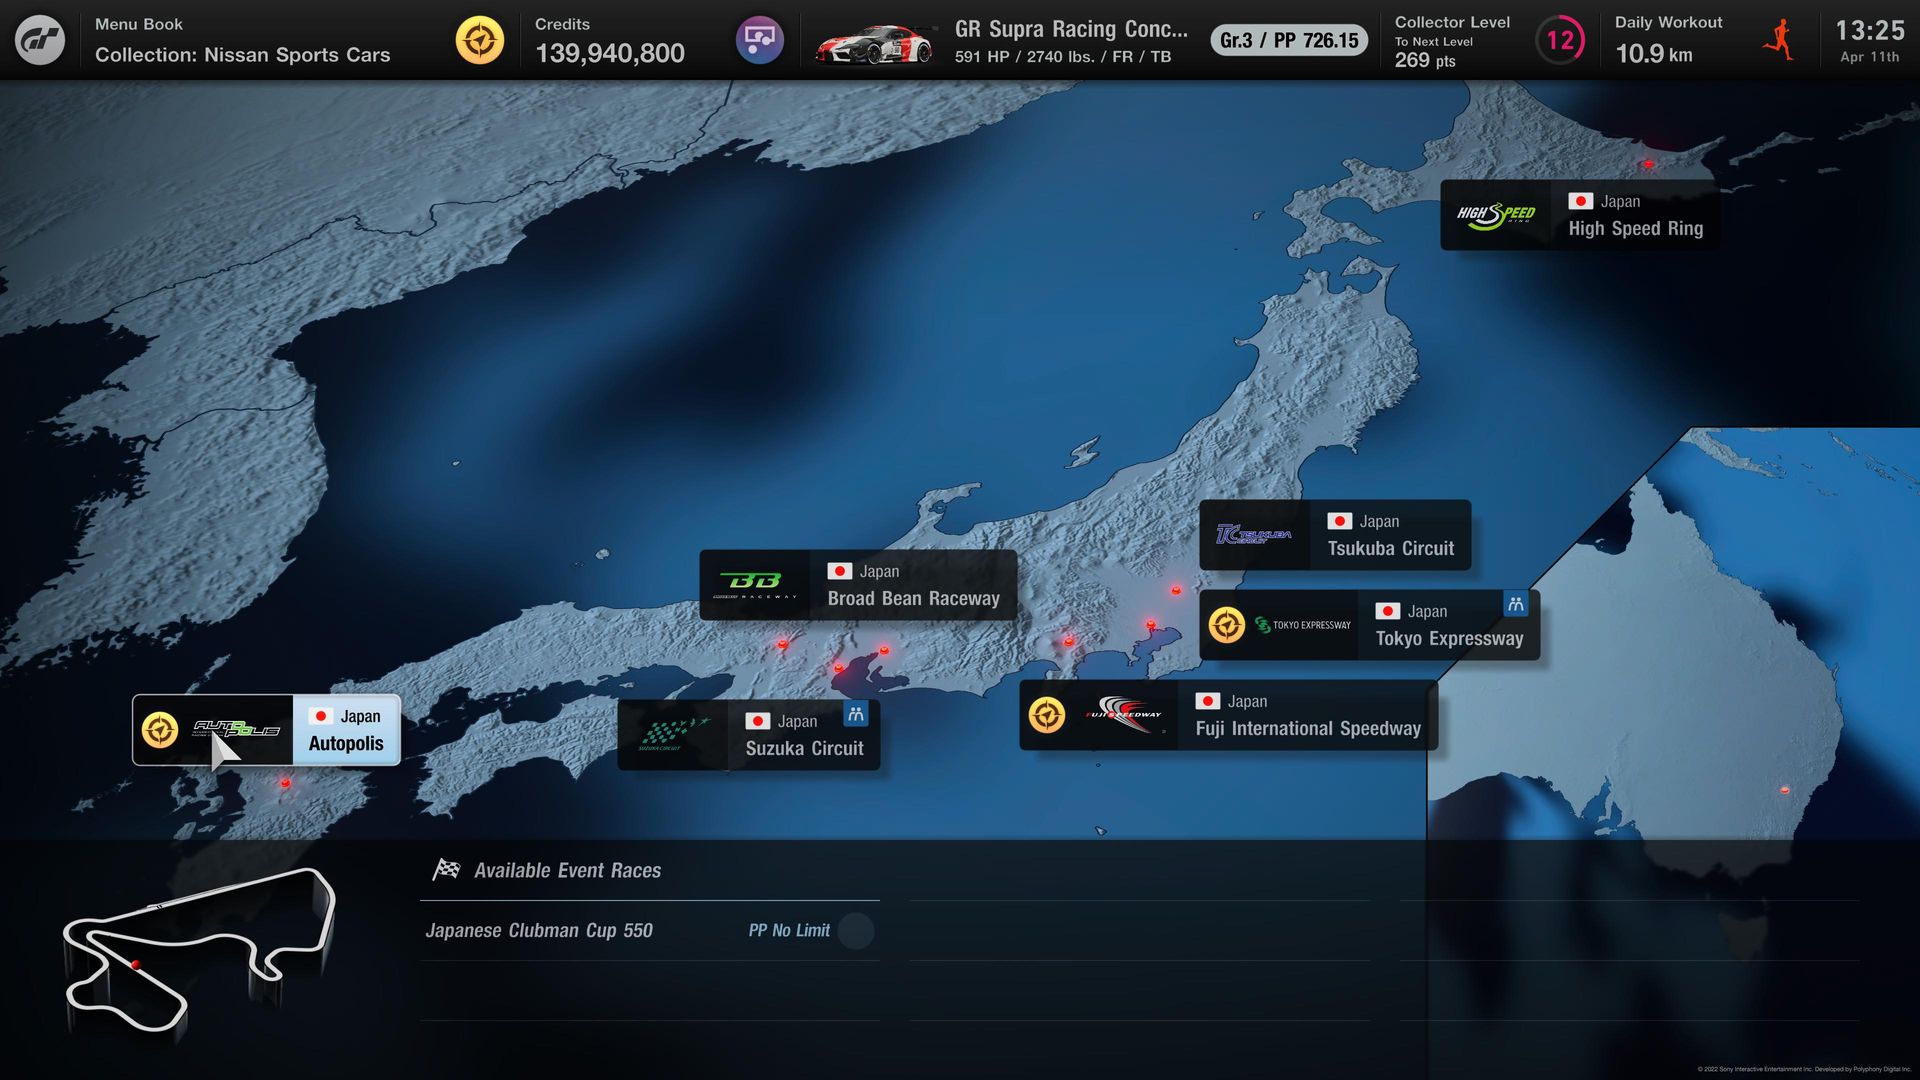 Menu Book
Collection: Nissan Sports Cars
Credits
139,940,800
GR Supra Racing Conc...
591 HP / 2740 lbs. / FR / TB
Gr.3 / PP 726.15
Collector Level
To Next Level
269 pts
12
Daily Workout
10.9 km
13:25
Apr 11th
HIGH SPEED
RING
Japan
High Speed Ring
TC TSUKUBA
CIRCUIT
Japan
Tsukuba Circuit
BB
RACEWAY
Japan
Broad Bean Raceway
TOKYO EXPRESSWAY
Japan
Tokyo Expressway
AUTOPOLIS
Japan
Autopolis
SUZUKA CIRCUIT
Japan
Suzuka Circuit
FUJI SPEEDWAY
Japan
Fuji International Speedway
Available Event Races
Japanese Clubman Cup 550
PP No Limit
© 2022 Sony Interactive Entertainment Inc. Developed by Polyphony Digital Inc.